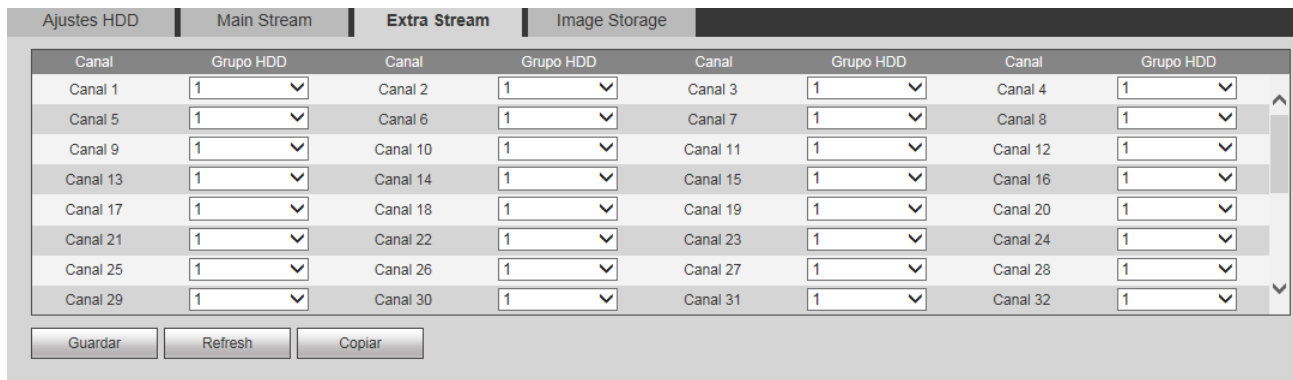 Ajustes HDD Main Stream Extra Stream Image Storage
Canal Grupo HDD Canal Grupo HDD Canal Grupo HDD Canal Grupo HDD
Canal 1 1 Canal 2 1 Canal 3 1 Canal 4 1
Canal 5 1 Canal 6 1 Canal 7 1 Canal 8 1
Canal 9 1 Canal 10 1 Canal 11 1 Canal 12 1
Canal 13 1 Canal 14 1 Canal 15 1 Canal 16 1
Canal 17 1 Canal 18 1 Canal 19 1 Canal 20 1
Canal 21 1 Canal 22 1 Canal 23 1 Canal 24 1
Canal 25 1 Canal 26 1 Canal 27 1 Canal 28 1
Canal 29 1 Canal 30 1 Canal 31 1 Canal 32 1
Guardar Refresh Copiar